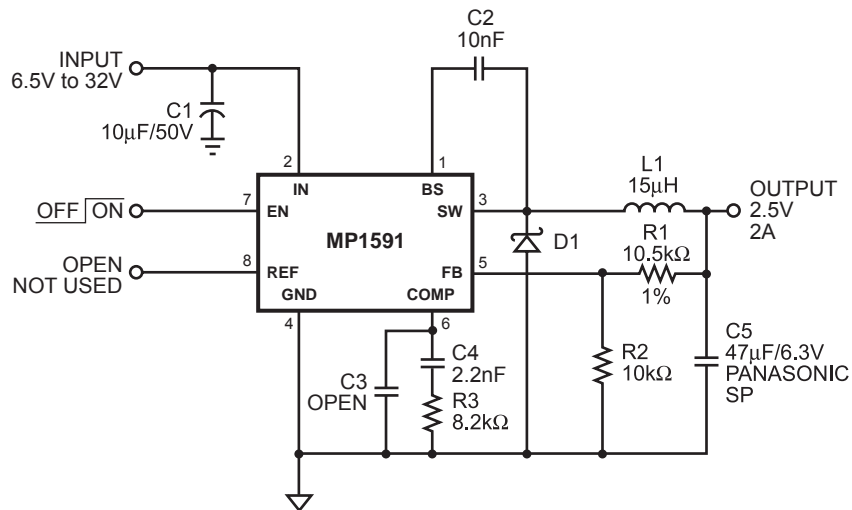 C2
10nF
INPUT
6.5V to 32V
C1
10µF/50V
2
1
IN
BS
L1
15µH
OUTPUT
2.5V
2A
7
3
OFF ON
EN
SW
MP1591
D1
R1
10.5kΩ
1%
OPEN
NOT USED
8
REF
FB
5
GND
COMP
4
6
C3
OPEN
C4
2.2nF
R3
8.2kΩ
R2
10kΩ
C5
47µF/6.3V
PANASONIC
SP